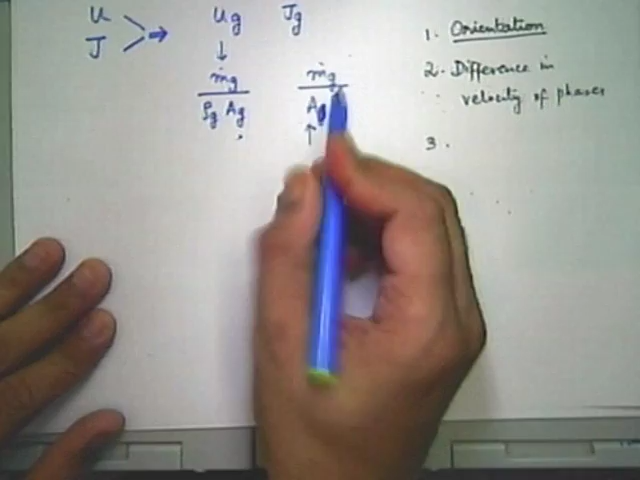 U
J
→ Ug Jg
↓
ṁg
ρg Ag
ṁg
A
↑
1. Orientation
2. Difference in
velocity of phases
3.